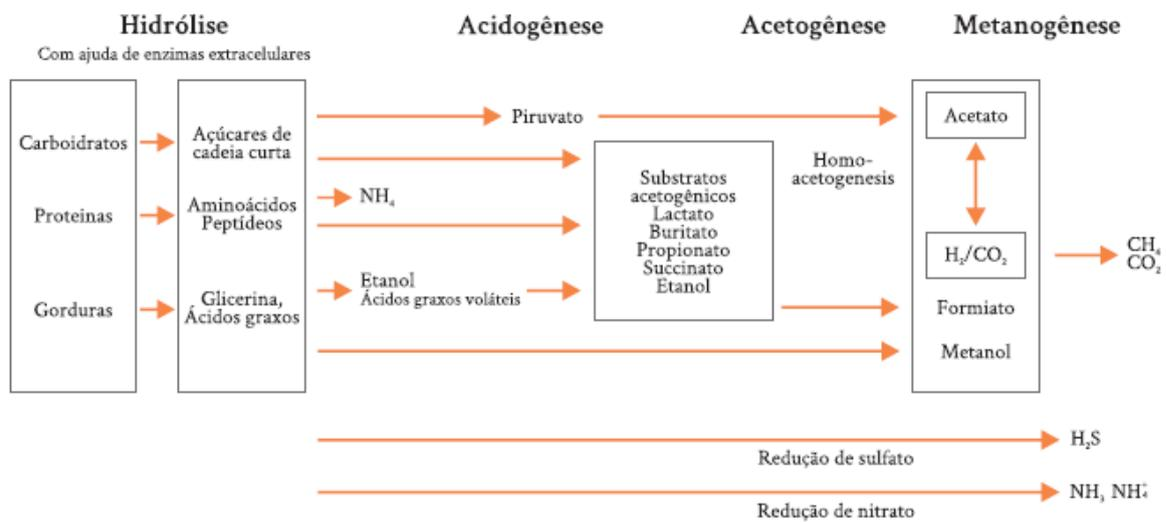 Hidrólise
Com ajuda de enzimas extracelulares
Acidogênese
Acetogênese
Metanogênese
Carboidratos
Proteinas
Gorduras
Açúcares de
cadeia curta
Aminoácidos
Peptídeos
Glicerina,
Ácidos graxos
Piruvato
NH₄
Etanol
Ácidos graxos voláteis
Substratos
acetogênicos
Lactato
Buritato
Propionato
Succinato
Etanol
Homo-
acetogenesis
Acetato
H₂/CO₂
Formiato
Metanol
CH₄
CO₂
H₂S
Redução de sulfato
NH₃ NH₄⁺
Redução de nitrato